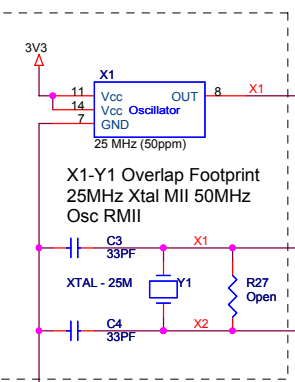 3V3
X1
11 Vcc OUT 8 X1
14 Vcc Oscillator
7 GND
25 MHz (50ppm)
X1-Y1 Overlap Footprint
25MHz Xtal MII 50MHz
Osc RMII
C3 X1
33PF
XTAL - 25M Y1 R27
Open
C4 X2
33PF